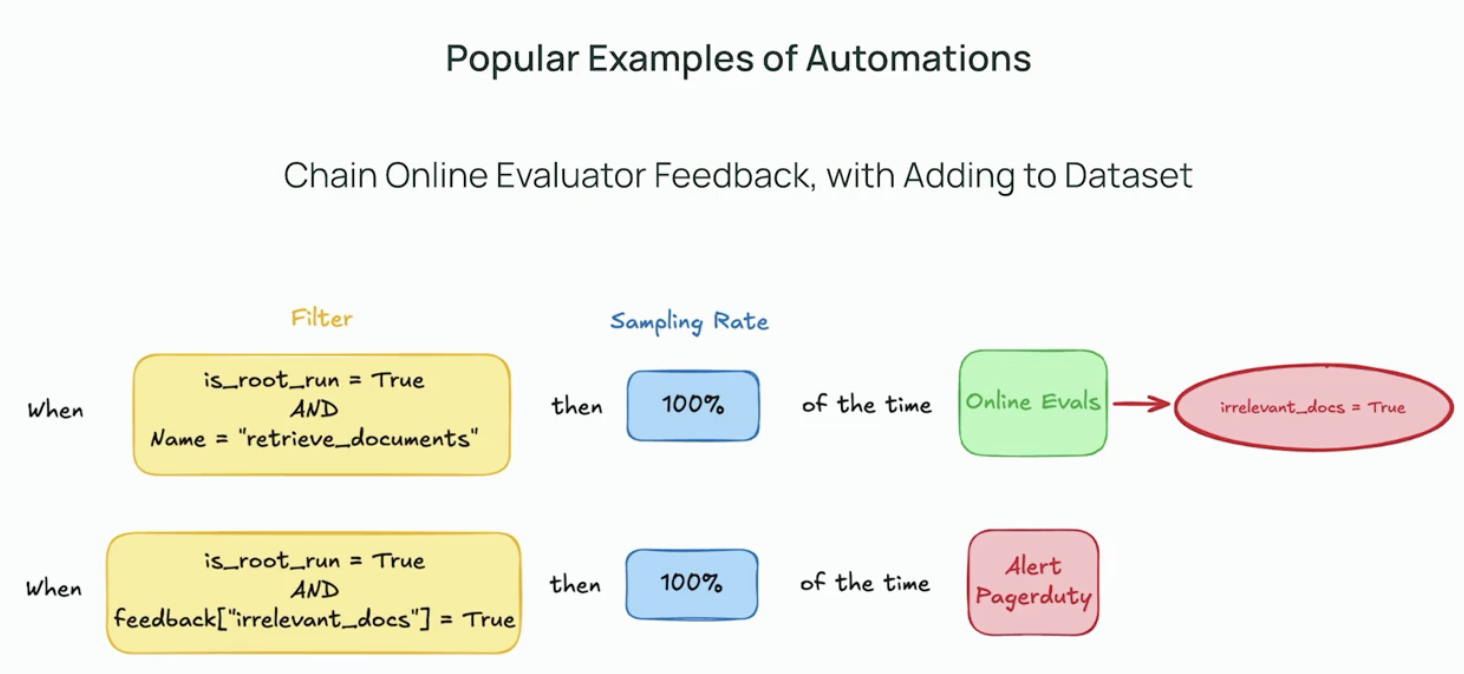 Popular Examples of Automations
Chain Online Evaluator Feedback, with Adding to Dataset
Filter
Sampling Rate
When
is_root_run = True
AND
Name = "retrieve_documents"
then
100%
of the time
Online Evals
irrelevant_docs = True
When
is_root_run = True
AND
feedback["irrelevant_docs"] = True
then
100%
of the time
Alert
Pagerduty